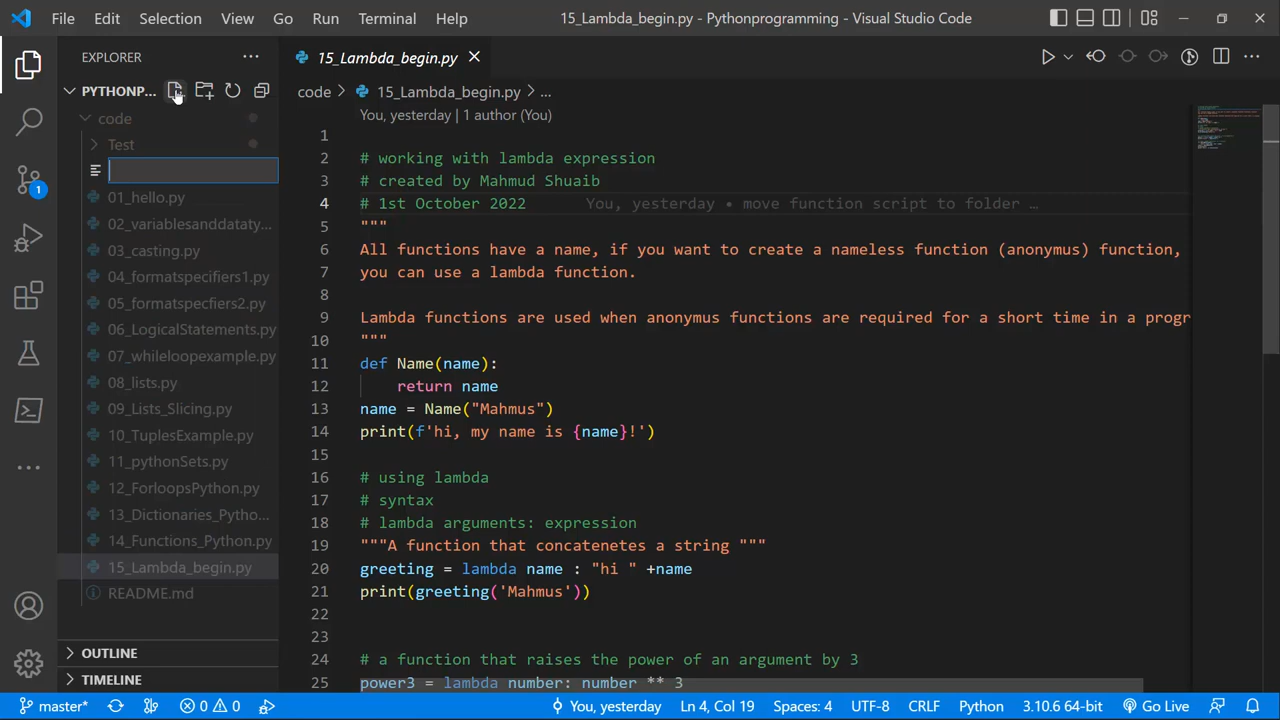 File Edit Selection View Go Run Terminal Help 15_Lambda_begin.py - Pythonprogramming - Visual Studio Code
EXPLORER
PYTHONP...
code
Test
01_hello.py
02_variablesanddataty...
03_casting.py
04_formatspecifiers1.py
05_formatspecfiers2.py
06_LogicalStatements.py
07_whileloopexample.py
08_lists.py
09_Lists_Slicing.py
10_TuplesExample.py
11_pythonSets.py
12_ForloopsPython.py
13_Dictionaries_Pytho...
14_Functions_Python.py
15_Lambda_begin.py
README.md
OUTLINE
TIMELINE
1
15_Lambda_begin.py
code > 15_Lambda_begin.py > ...
You, yesterday | 1 author (You)
1
2 # working with lambda expression
3 # created by Mahmud Shuaib
4 # 1st October 2022 You, yesterday • move function script to folder …
5 """
6 All functions have a name, if you want to create a nameless function (anonymus) function,
7 you can use a lambda function.
8
9 Lambda functions are used when anonymus functions are required for a short time in a progr
10 """
11 def Name(name):
12 return name
13 name = Name("Mahmus")
14 print(f'hi, my name is {name}!')
15
16 # using lambda
17 # syntax
18 # lambda arguments: expression
19 """A function that concatenetes a string """
20 greeting = lambda name : "hi " +name
21 print(greeting('Mahmus'))
22
23
24 # a function that raises the power of an argument by 3
25 power3 = lambda number: number ** 3
master* 0 0 You, yesterday Ln 4, Col 19 Spaces: 4 UTF-8 CRLF Python 3.10.6 64-bit Go Live